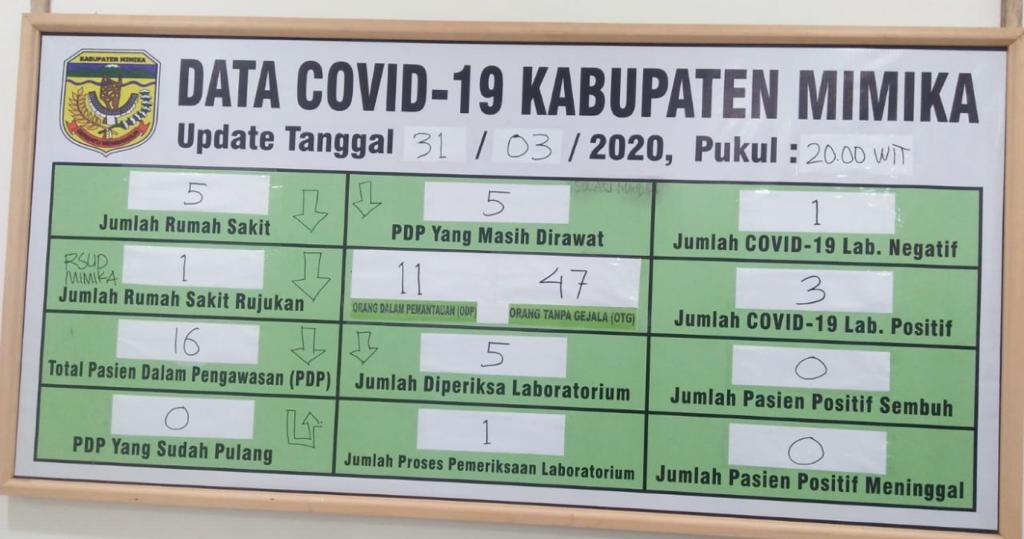 KABUPATEN MIMIKA
DATA COVID-19 KABUPATEN MIMIKA
Update Tanggal 31 / 03 / 2020, Pukul : 20.00 WIT
5
Jumlah Rumah Sakit
RSUD
MIMIKA
1
Jumlah Rumah Sakit Rujukan
16
Total Pasien Dalam Pengawasan (PDP)
0
PDP Yang Sudah Pulang
5
PDP Yang Masih Dirawat
11
ORANG DALAM PEMANTAUAN (ODP)
47
ORANG TANPA GEJALA (OTG)
5
Jumlah Diperiksa Laboratorium
1
Jumlah Proses Pemeriksaan Laboratorium
1
Jumlah COVID-19 Lab. Negatif
3
Jumlah COVID-19 Lab. Positif
0
Jumlah Pasien Positif Sembuh
0
Jumlah Pasien Positif Meninggal